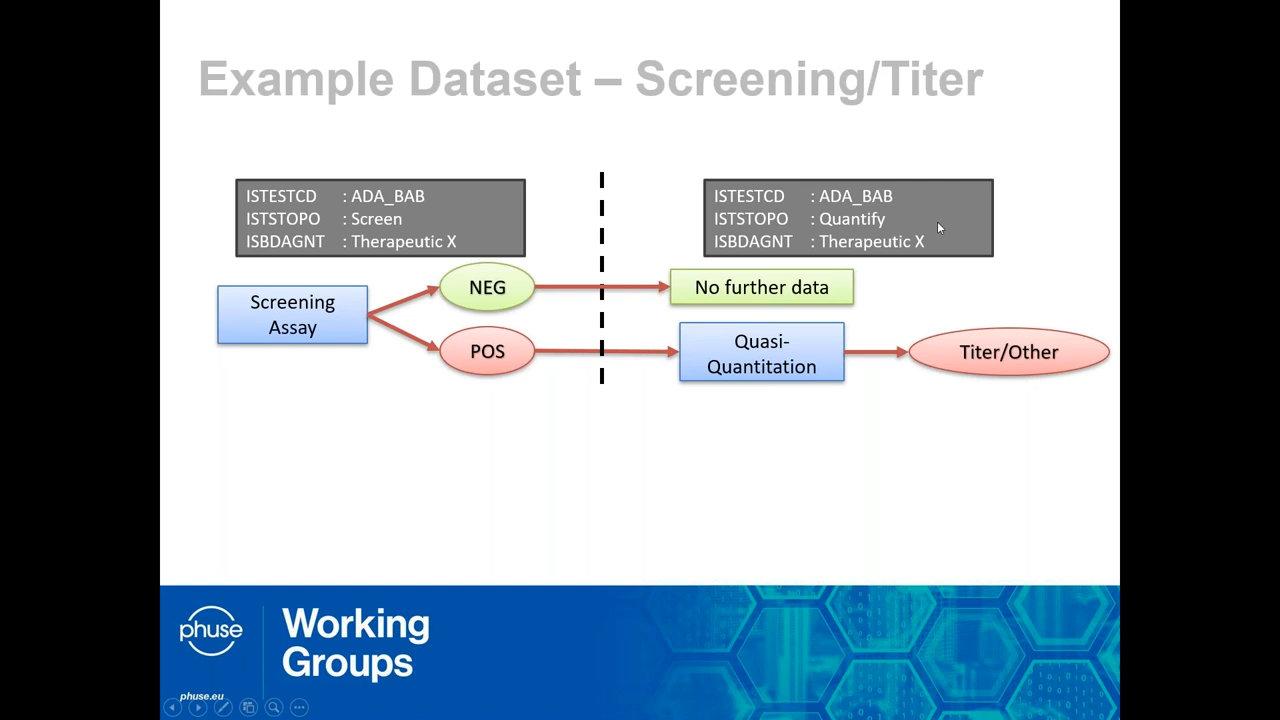 Example Dataset – Screening/Titer
ISTESTCD : ADA_BAB
ISTSTOPO : Screen
ISBDAGNT : Therapeutic X
ISTESTCD : ADA_BAB
ISTSTOPO : Quantify
ISBDAGNT : Therapeutic X
Screening
Assay
NEG
No further data
POS
Quasi-
Quantitation
Titer/Other
phuse
Working
Groups
phuse.eu